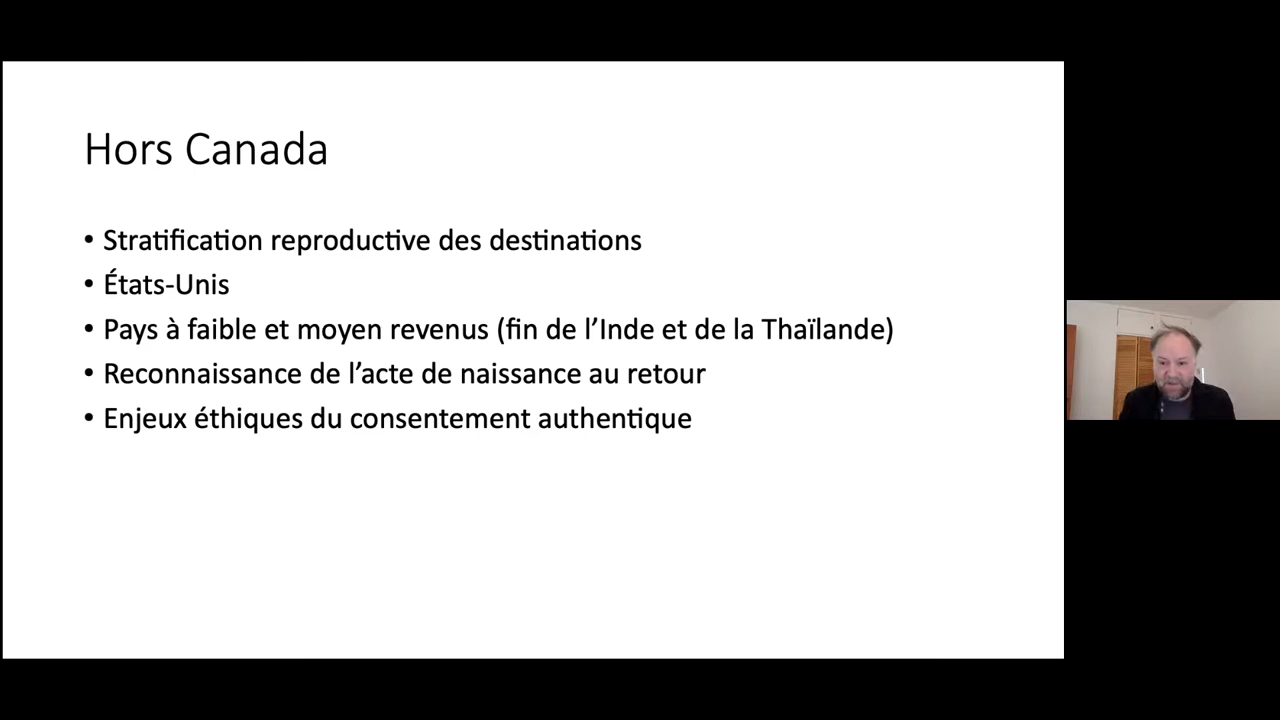 Hors Canada
• Stratification reproductive des destinations
• États-Unis
• Pays à faible et moyen revenus (fin de l’Inde et de la Thaïlande)
• Reconnaissance de l’acte de naissance au retour
• Enjeux éthiques du consentement authentique